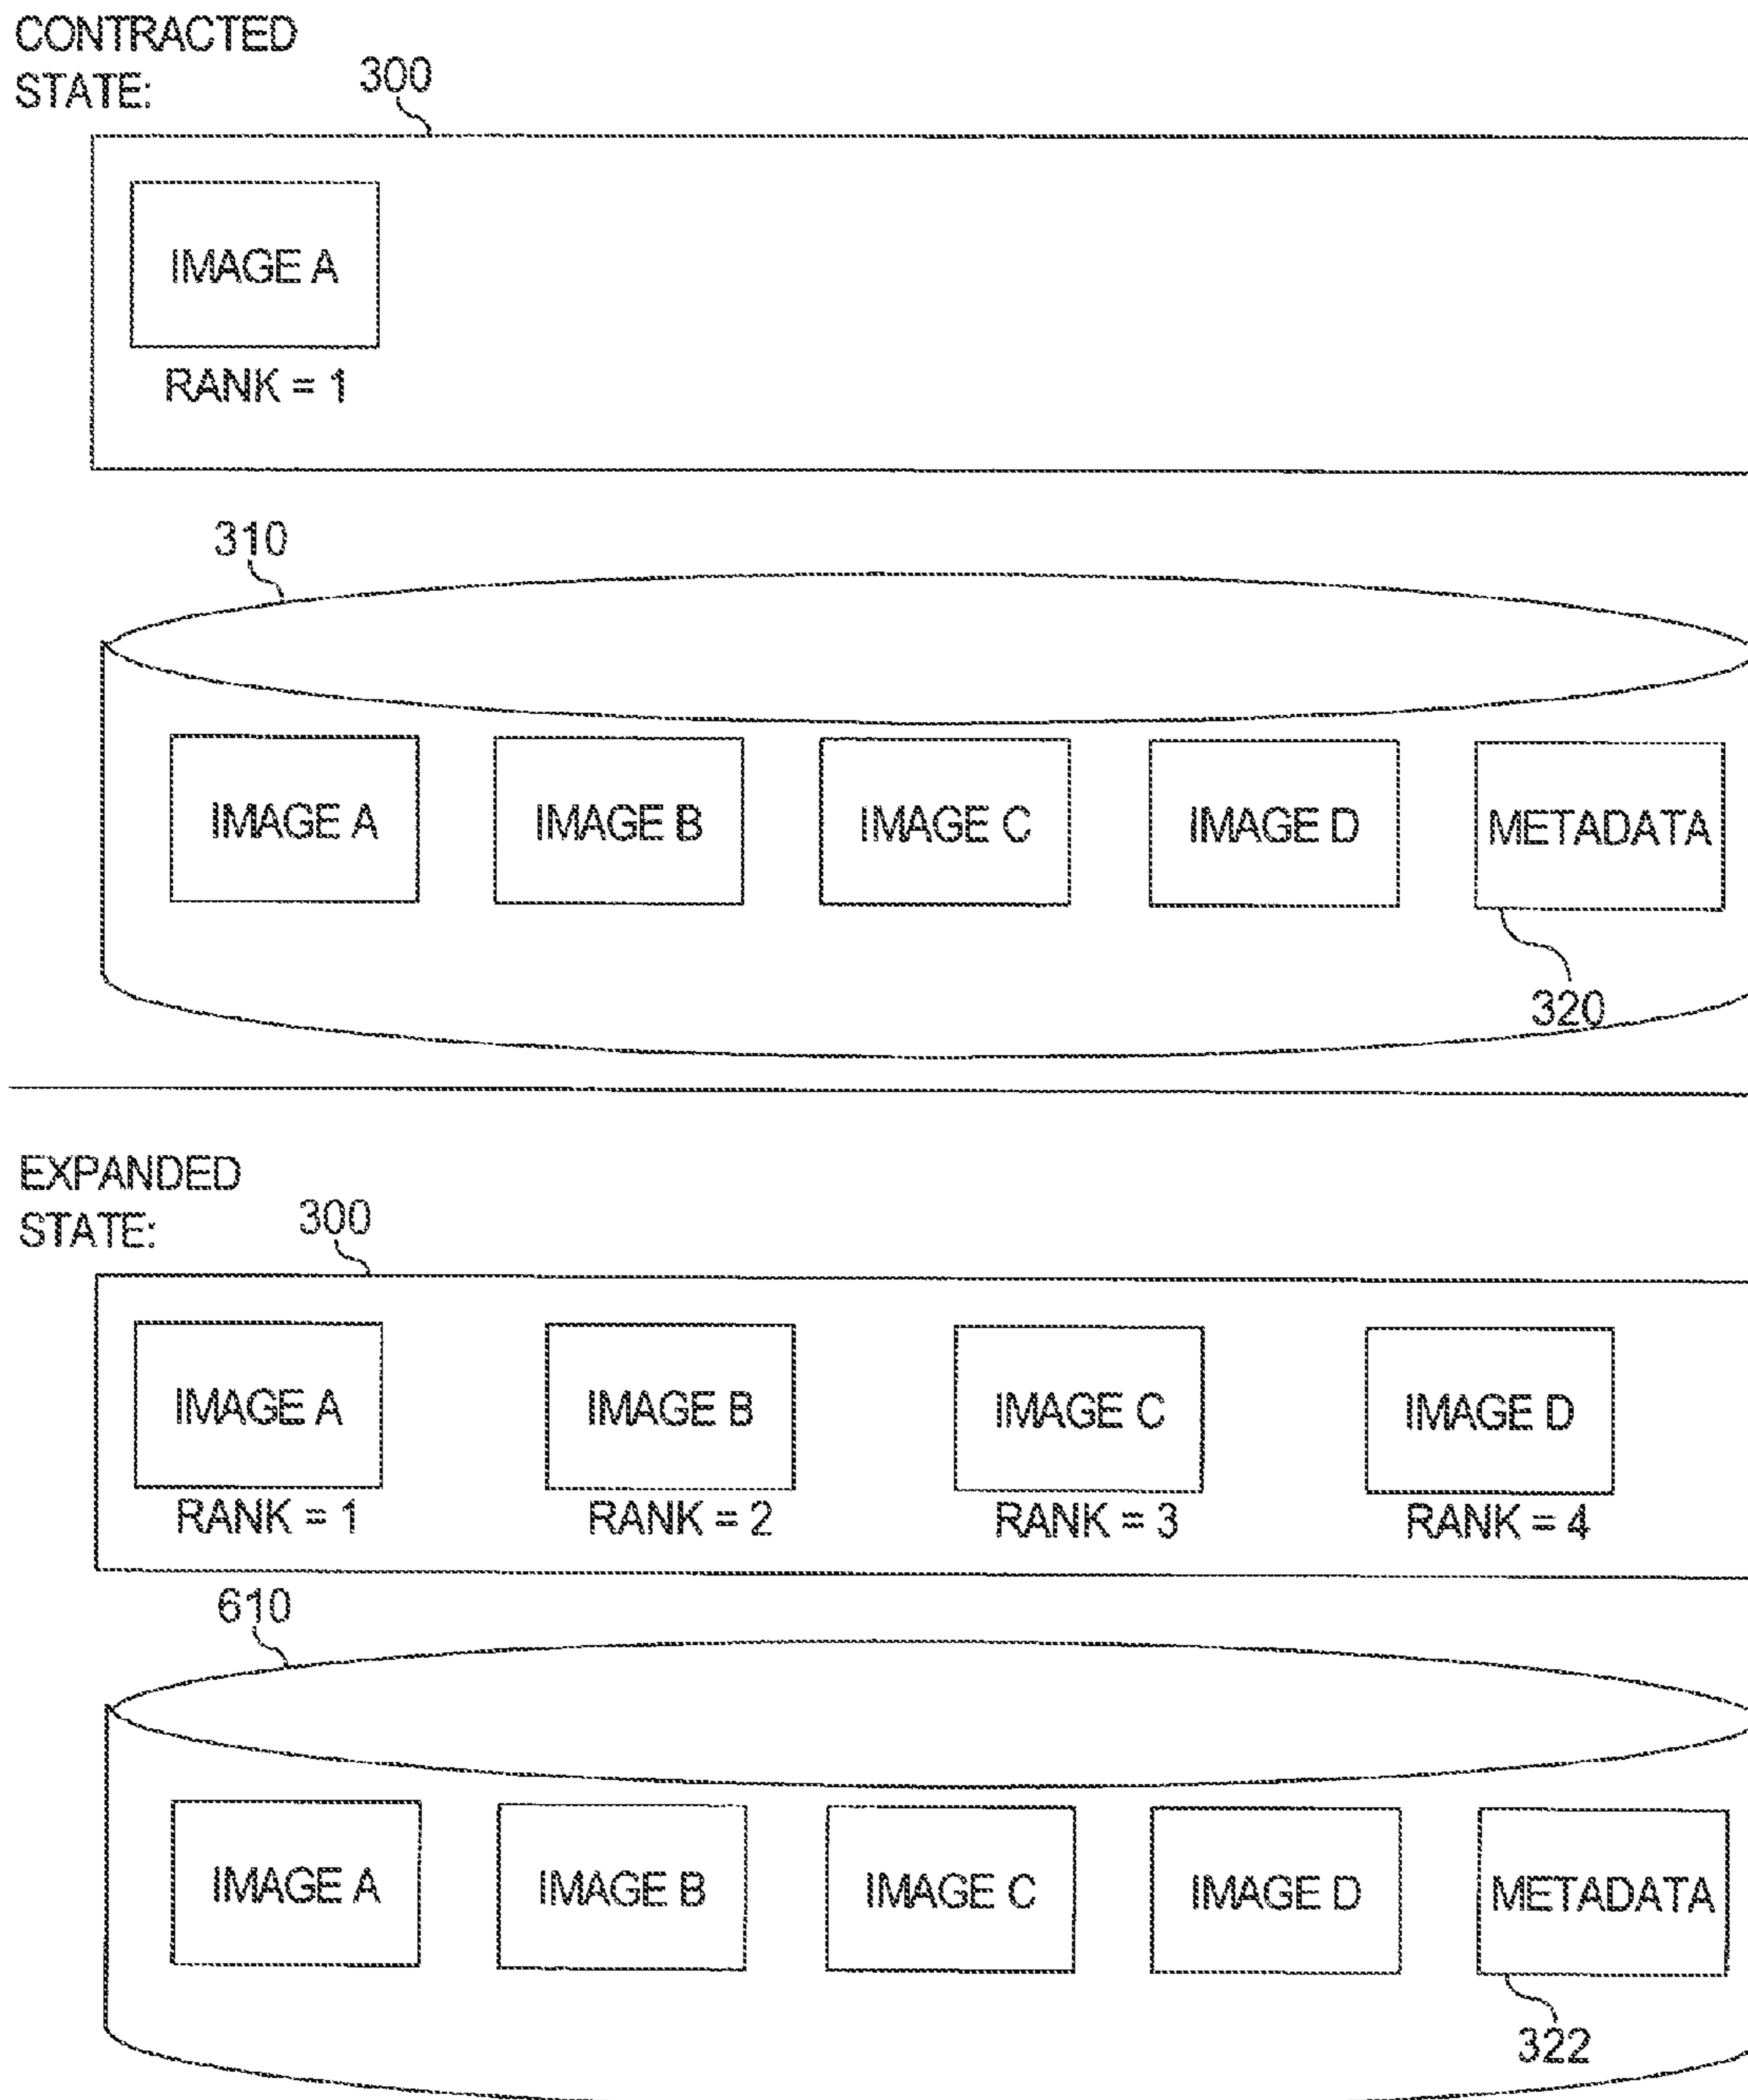 CONTRACTED
STATE:
300
IMAGE A
RANK = 1
310
IMAGE A
IMAGE B
IMAGE C
IMAGE D
METADATA
320
EXPANDED
STATE:
300
IMAGE A
IMAGE B
IMAGE C
IMAGE D
RANK = 1
RANK = 2
RANK = 3
RANK = 4
610
IMAGE A
IMAGE B
IMAGE C
IMAGE D
METADATA
322